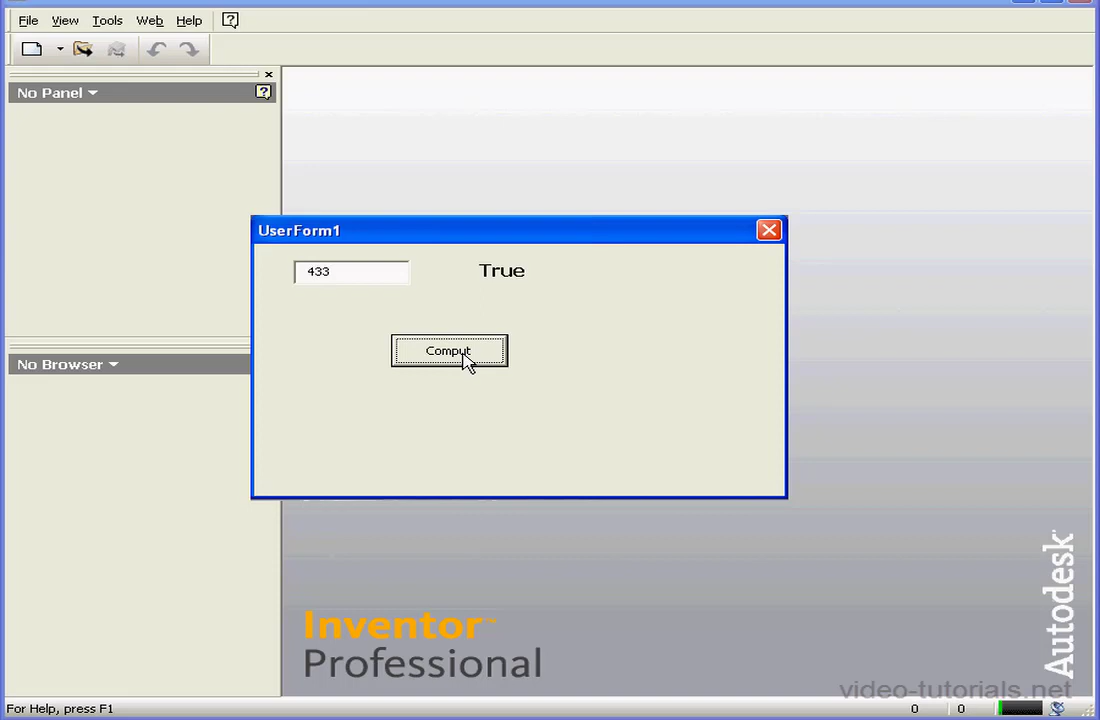 File View Tools Web Help
No Panel
UserForm1
433 True
Comput
No Browser
Autodesk
Inventor™
Professional
video-tutorials.net
For Help, press F1 0 0